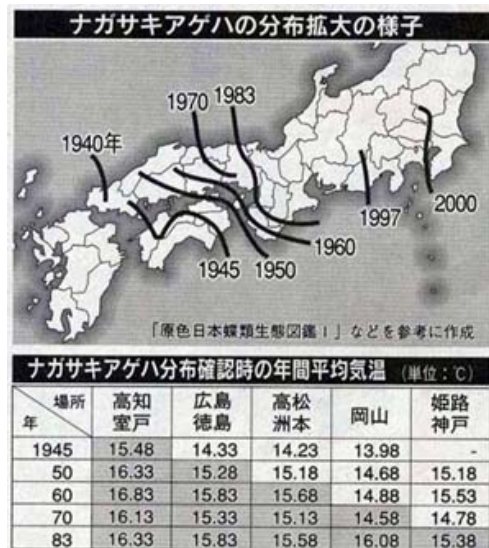 ナガサキアゲハの分布拡大の様子
1970 1983
1940年
1945 1950 1960 1997 2000
「原色日本蝶類生態図鑑Ⅰ」などを参考に作成
ナガサキアゲハ分布確認時の年間平均気温 (単位：℃)
場所 年 高知室戸 広島徳島 高松洲本 岡山 姫路神戸
1945 15.48 14.33 14.23 13.98 -
50 16.33 15.28 15.18 14.68 15.18
60 16.83 15.83 15.68 14.88 15.53
70 16.13 15.33 15.13 14.58 14.78
83 16.33 15.83 15.58 16.08 15.38